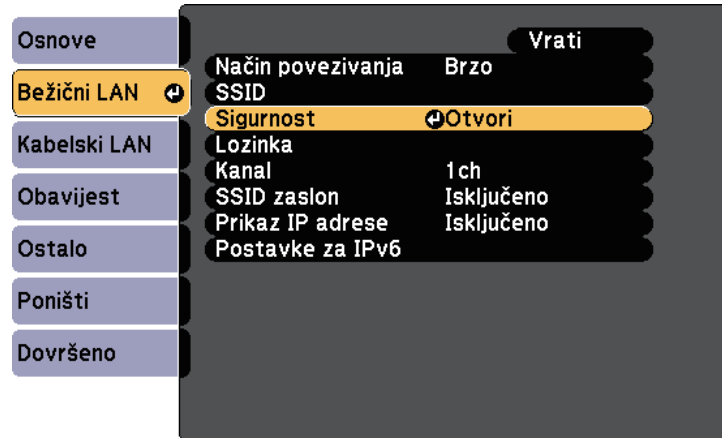 Osnove
Bežični LAN
Kabelski LAN
Obavijest
Ostalo
Poništi
Dovršeno
Vrati
Način povezivanja Brzo
SSID
Sigurnost Otvori
Lozinka
Kanal 1ch
SSID zaslon Isključeno
Prikaz IP adrese Isključeno
Postavke za IPv6